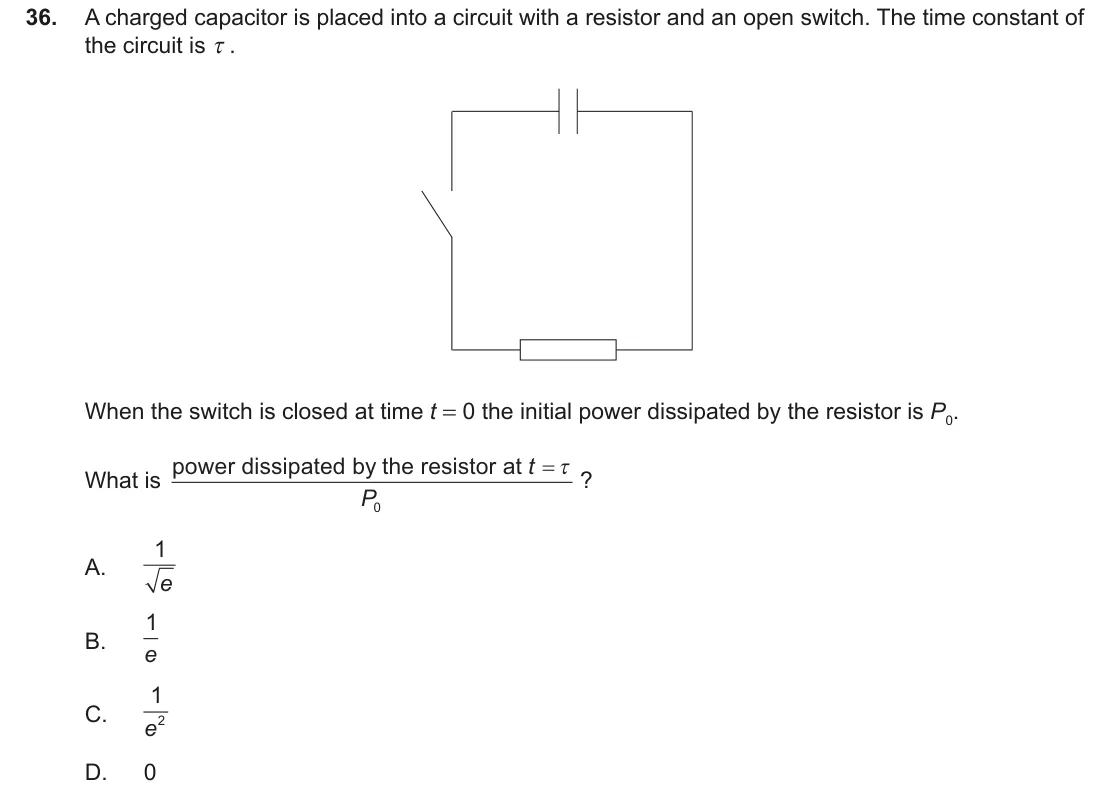 36. A charged capacitor is placed into a circuit with a resistor and an open switch. The time constant of
the circuit is τ .
When the switch is closed at time t = 0 the initial power dissipated by the resistor is P₀.
What is power dissipated by the resistor at t = τ / P₀ ?
A. 1/√e
B. 1/e
C. 1/e²
D. 0